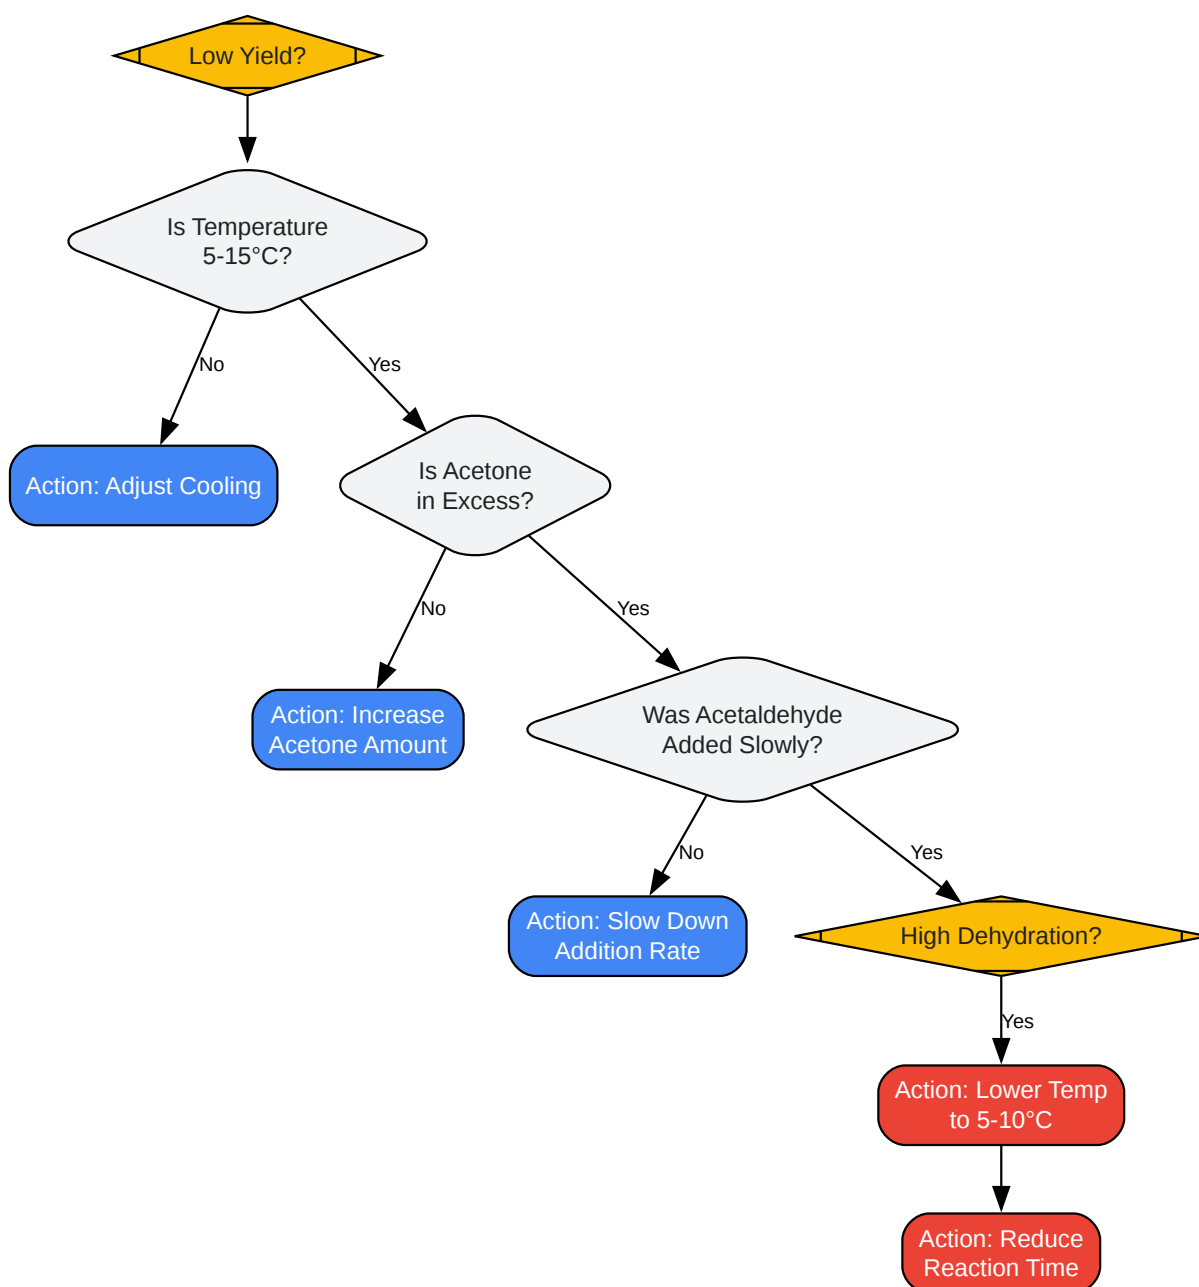 Low Yield?
Is Temperature
5-15°C?
No
Yes
Action: Adjust Cooling
Is Acetone
in Excess?
No
Yes
Action: Increase
Acetone Amount
Was Acetaldehyde
Added Slowly?
No
Yes
Action: Slow Down
Addition Rate
High Dehydration?
Yes
Action: Lower Temp
to 5-10°C
Action: Reduce
Reaction Time